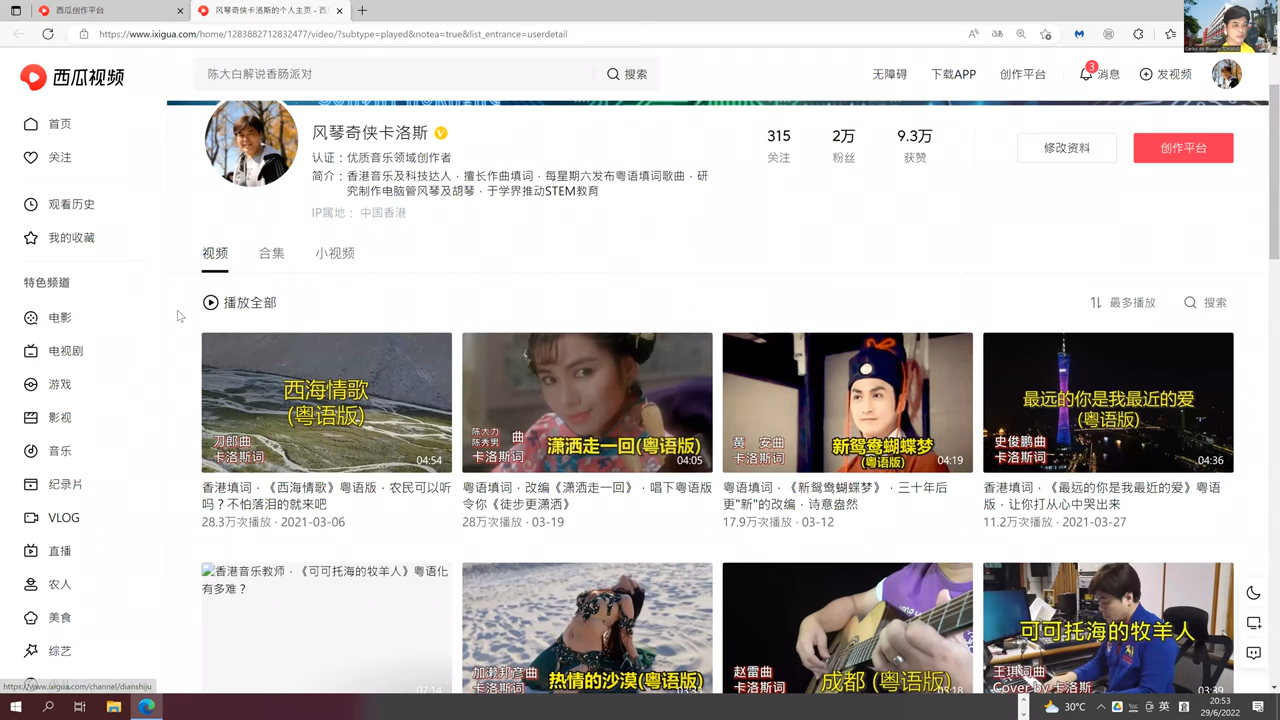 西瓜创作平台
风琴奇侠卡洛斯的个人主页 - 西
https://www.ixigua.com/home/1283882712832477/video/?subtype=played&notea=true&list_entrance=userdetail
西瓜视频
陈大白解说香肠派对
搜索
无障碍
下载APP
创作平台
3
消息
发视频
首页
关注
观看历史
我的收藏
特色频道
电影
电视剧
游戏
影视
音乐
纪录片
VLOG
直播
农人
美食
综艺
https://www.ixigua.com/channel/dianshiju
风琴奇侠卡洛斯
认证：优质音乐领域创作者
简介：香港音乐及科技达人，擅长作曲填词，每星期六发布粤语填词歌曲，研
究制作电脑管风琴及胡琴，于学界推动STEM教育
IP属地： 中国香港
315 2万 9.3万
关注 粉丝 获赞
修改资料
创作平台
视频 合集 小视频
播放全部
最多播放
搜索
西海情歌
(粤语版)
刀郎曲
卡洛斯词
04:54
香港填词，《西海情歌》粤语版，农民可以听
吗？不怕落泪的就来吧
28.3万次播放 · 2021-03-06
陈大力
陈秀男 曲
卡洛斯词
潇洒走一回(粤语版)
04:05
粤语填词，改编《潇洒走一回》，唱下粤语版
令你《徒步更潇洒》
28万次播放 · 03-19
黄 安曲
卡洛斯词
新鸳鸯蝴蝶梦
(粤语版)
04:19
粤语填词，《新鸳鸯蝴蝶梦》，三十年后
更"新"的改编，诗意盎然
17.9万次播放 · 03-12
最远的你是我最近的爱
(粤语版)
史俊鹏曲
卡洛斯词
04:36
香港填词，《最远的你是我最近的爱》粤语
版，让你打从心中哭出来
11.2万次播放 · 2021-03-27
香港音乐教师，《可可托海的牧羊人》粤语化
有多难？
07:14
加濑邦彦曲
卡洛斯词
热情的沙漠(粤语版)
赵雷曲
卡洛斯词
成都 (粤语版)
05:18
可可托海的牧羊人
王琪词曲
Cover by 卡洛斯
03:39
30°C
英
20:53
29/6/2022